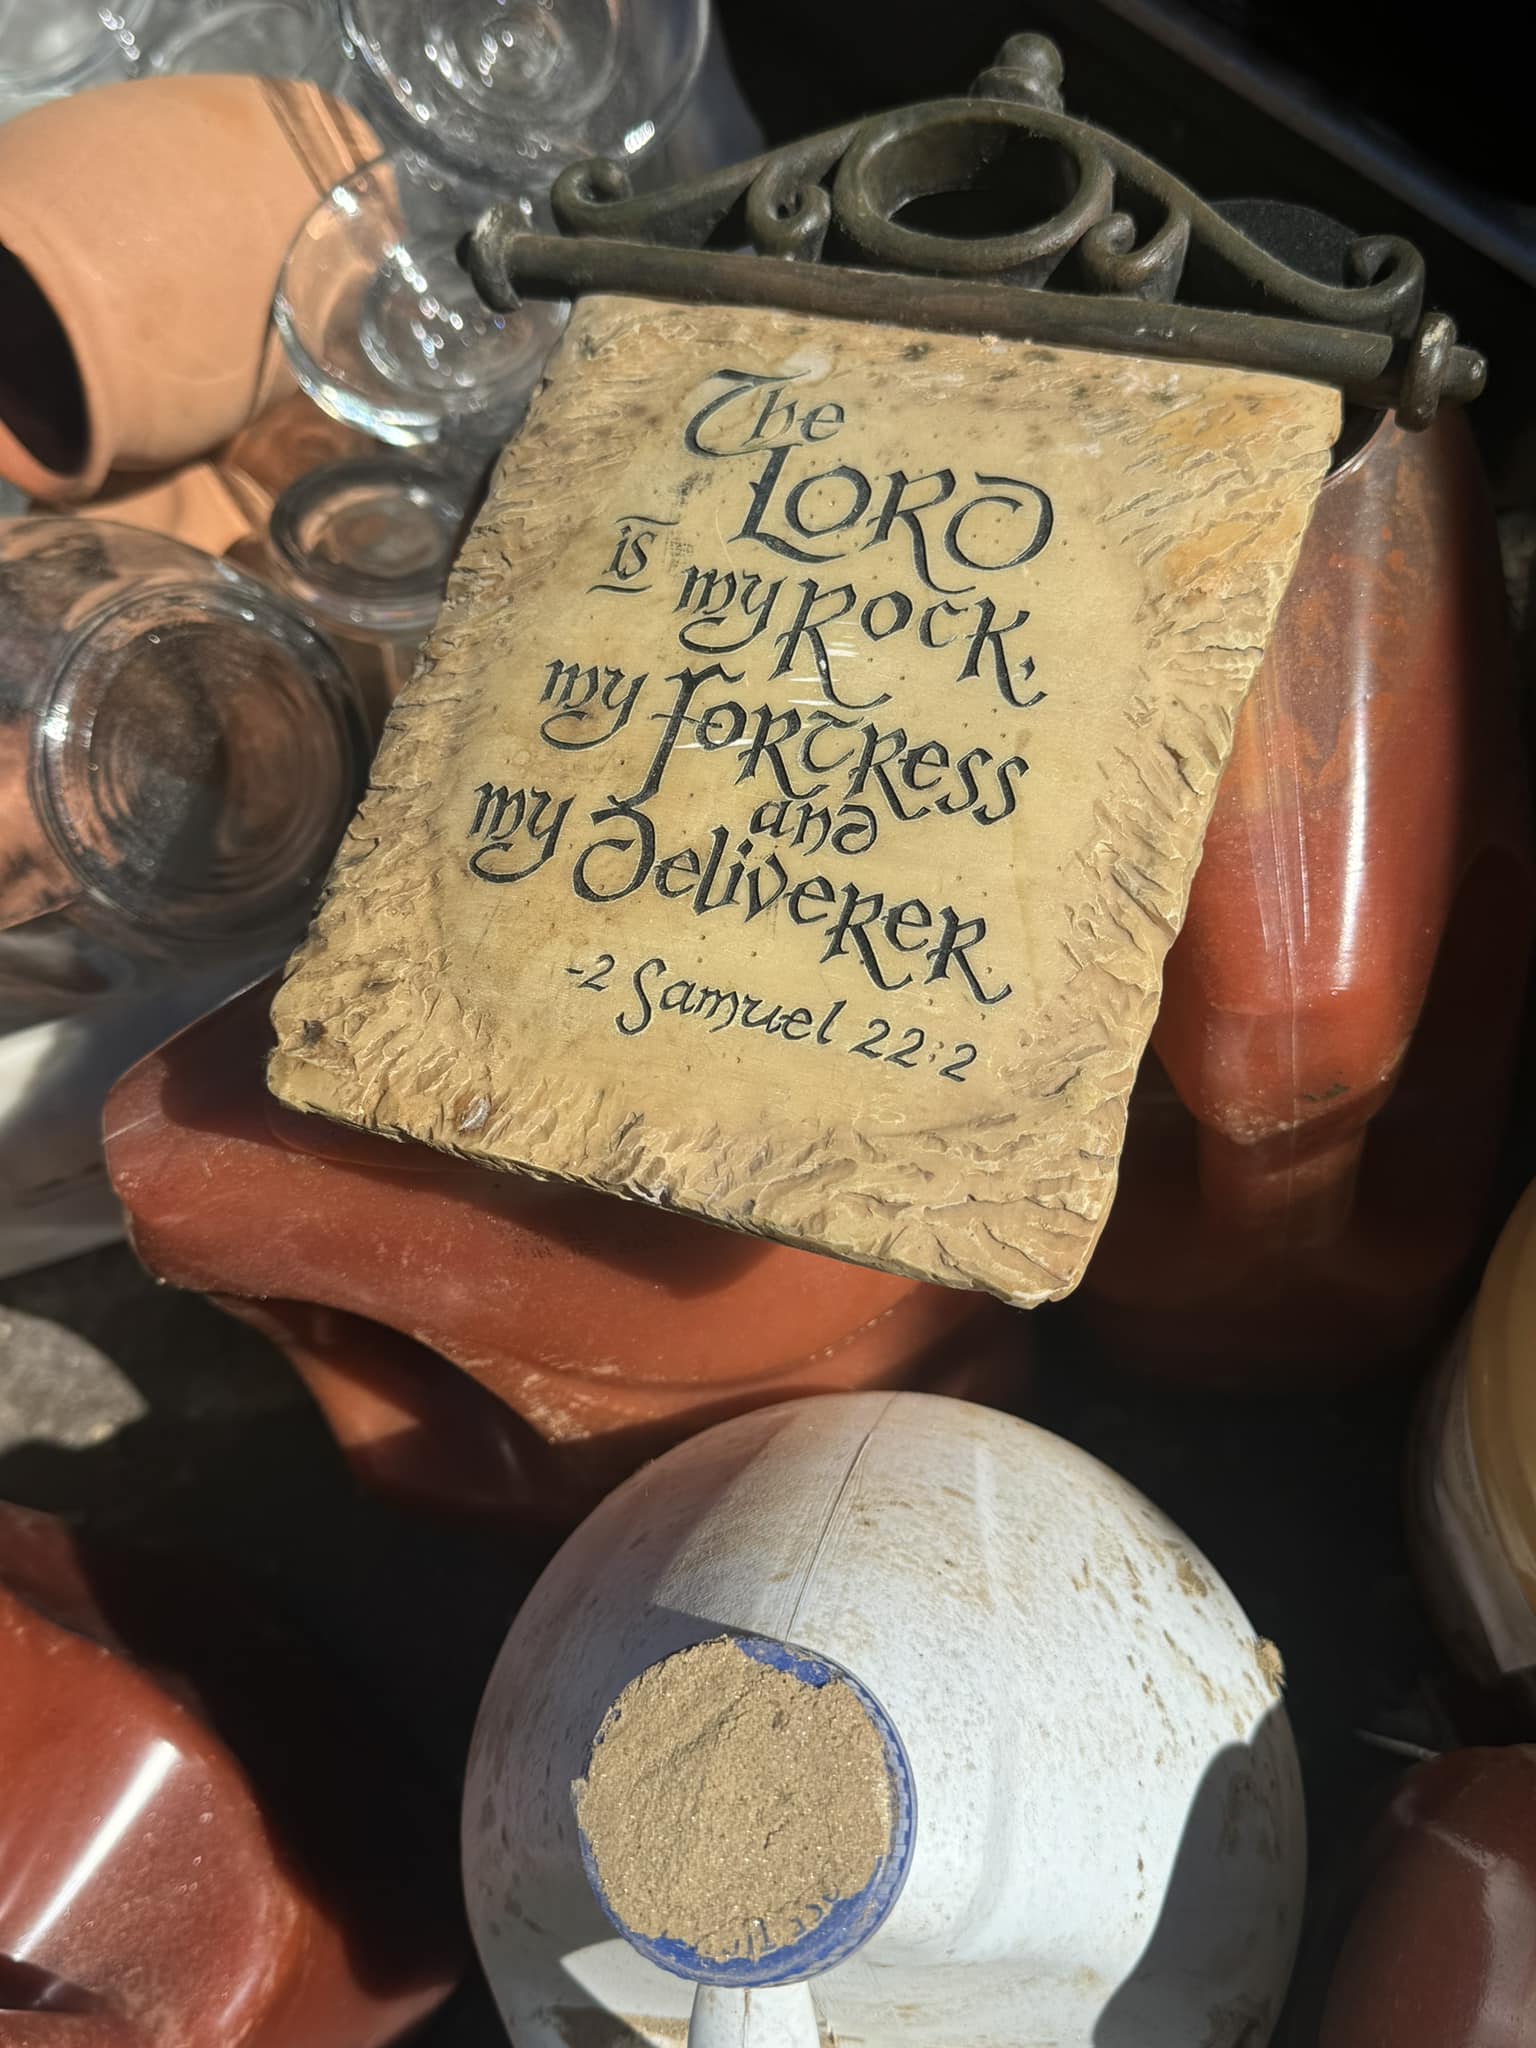 The
LORD
is my Rock,
my Fortress
and
my Deliverer
-2 Samuel 22:2